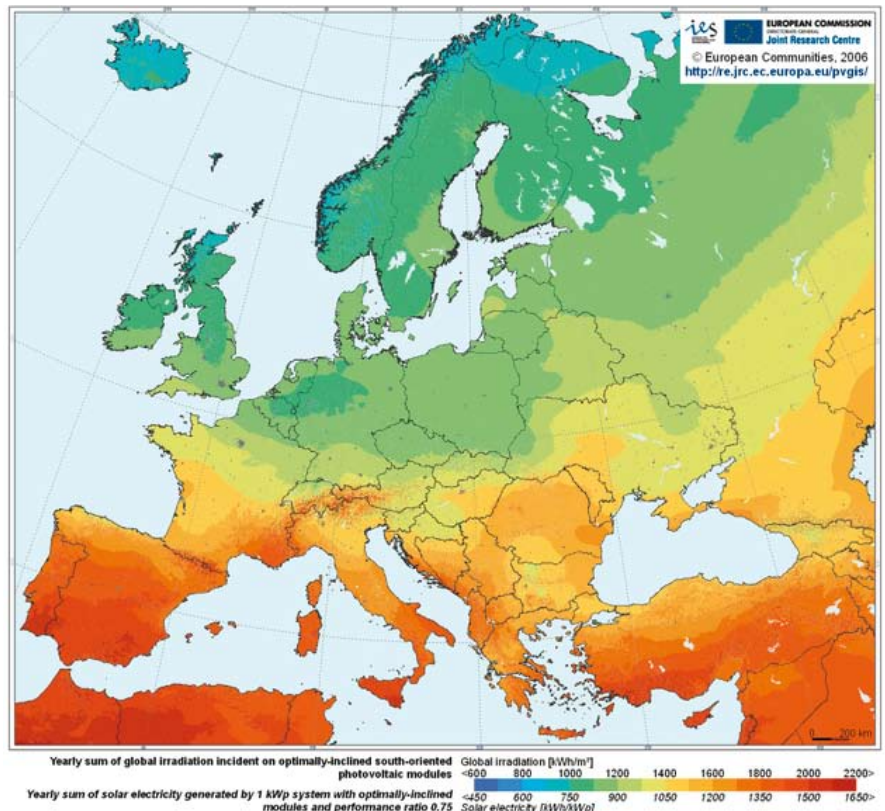 ies
EUROPEAN COMMISSION
DIRECTORATE-GENERAL
Joint Research Centre
© European Communities, 2006
http://re.jrc.ec.europa.eu/pvgis/
0 200 km
Yearly sum of global irradiation incident on optimally-inclined south-oriented
photovoltaic modules
Yearly sum of solar electricity generated by 1 kWp system with optimally-inclined
modules and performance ratio 0.75
Global irradiation [kWh/m²]
<600 800 1000 1200 1400 1600 1800 2000 2200>
<450 600 750 900 1050 1200 1350 1500 1650>
Solar electricity [kWh/kWp]